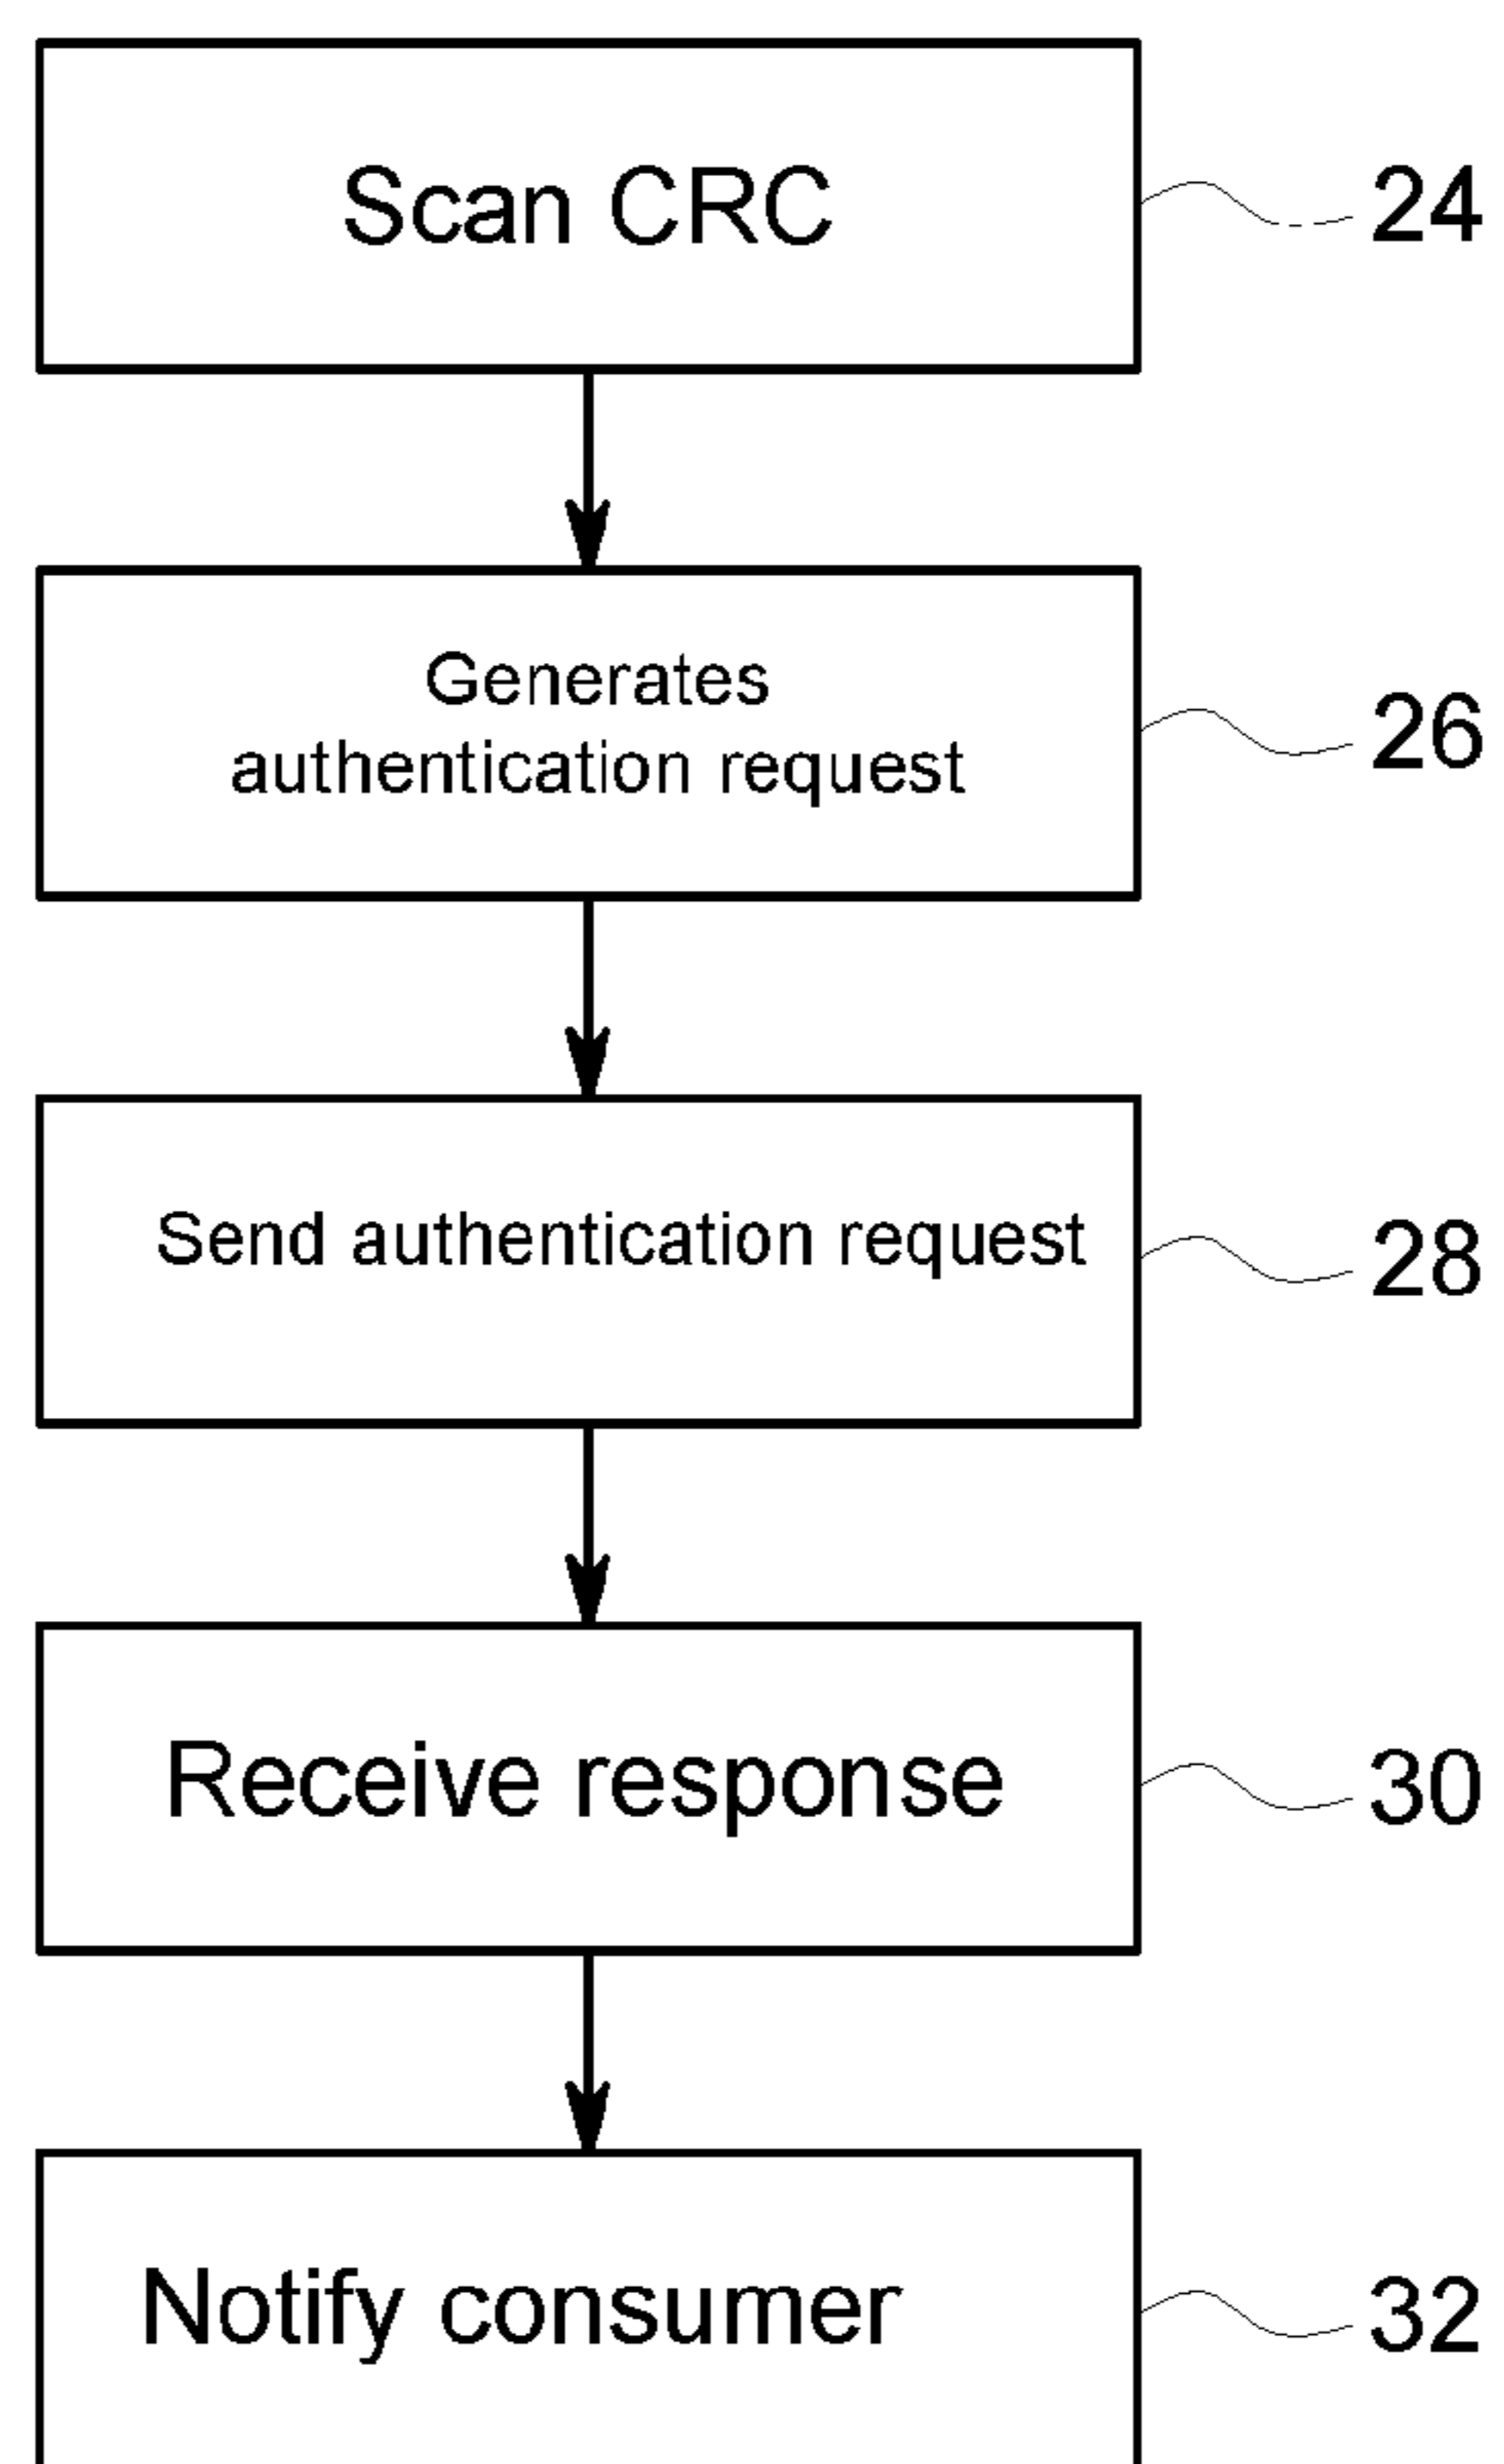 Scan CRC
24
Generates
authentication request
26
Send authentication request
28
Receive response
30
Notify consumer
32